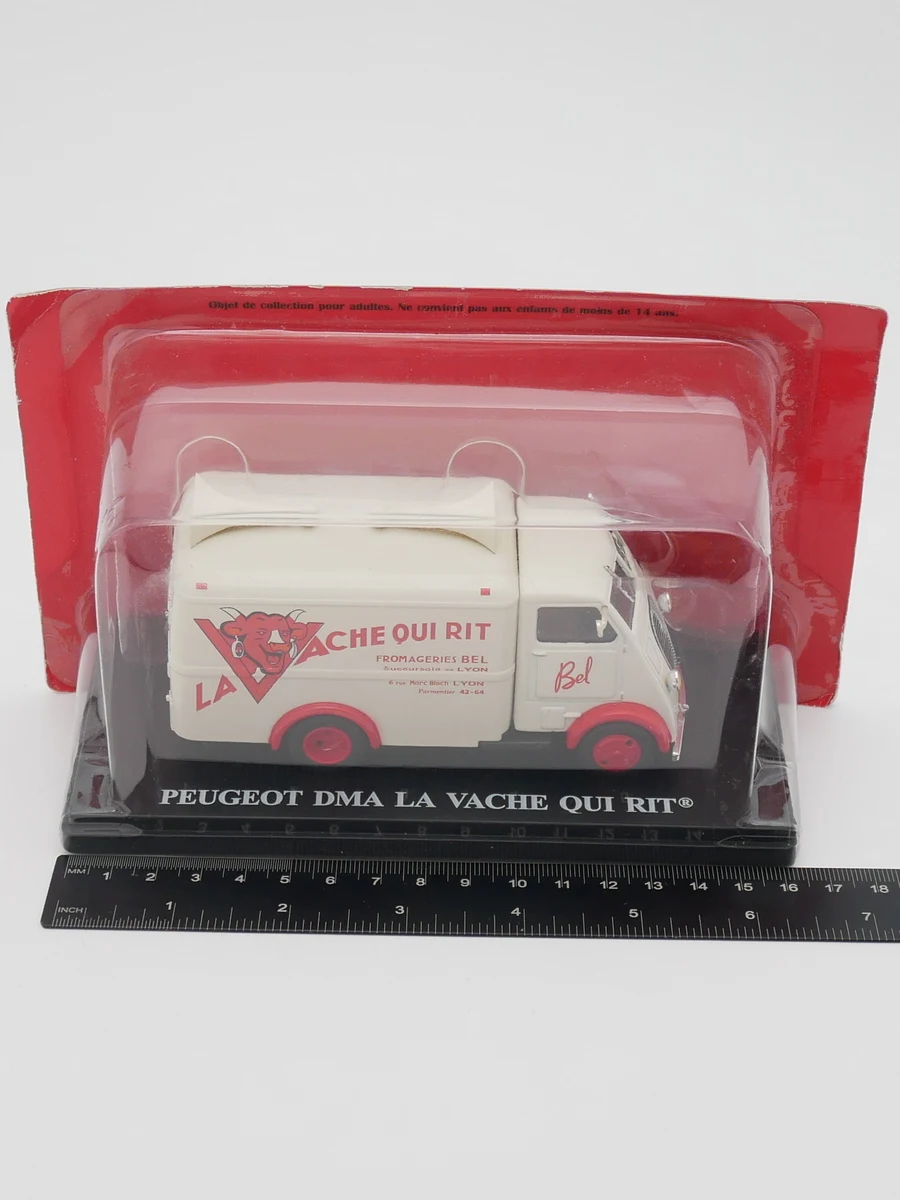 Objet de collection pour adultes. Ne convient pas aux enfants de moins de 14 ans.
LA VACHE QUI RIT
FROMAGERIES BEL
Succursale de LYON
6 rue Marc Bloch LYON
Parmentier 42-64
Bel
PEUGEOT DMA LA VACHE QUI RIT®
MM 1 2 3 4 5 6 7 8 9 10 11 12 13 14 15 16 17 18
INCH 1 2 3 4 5 6 7